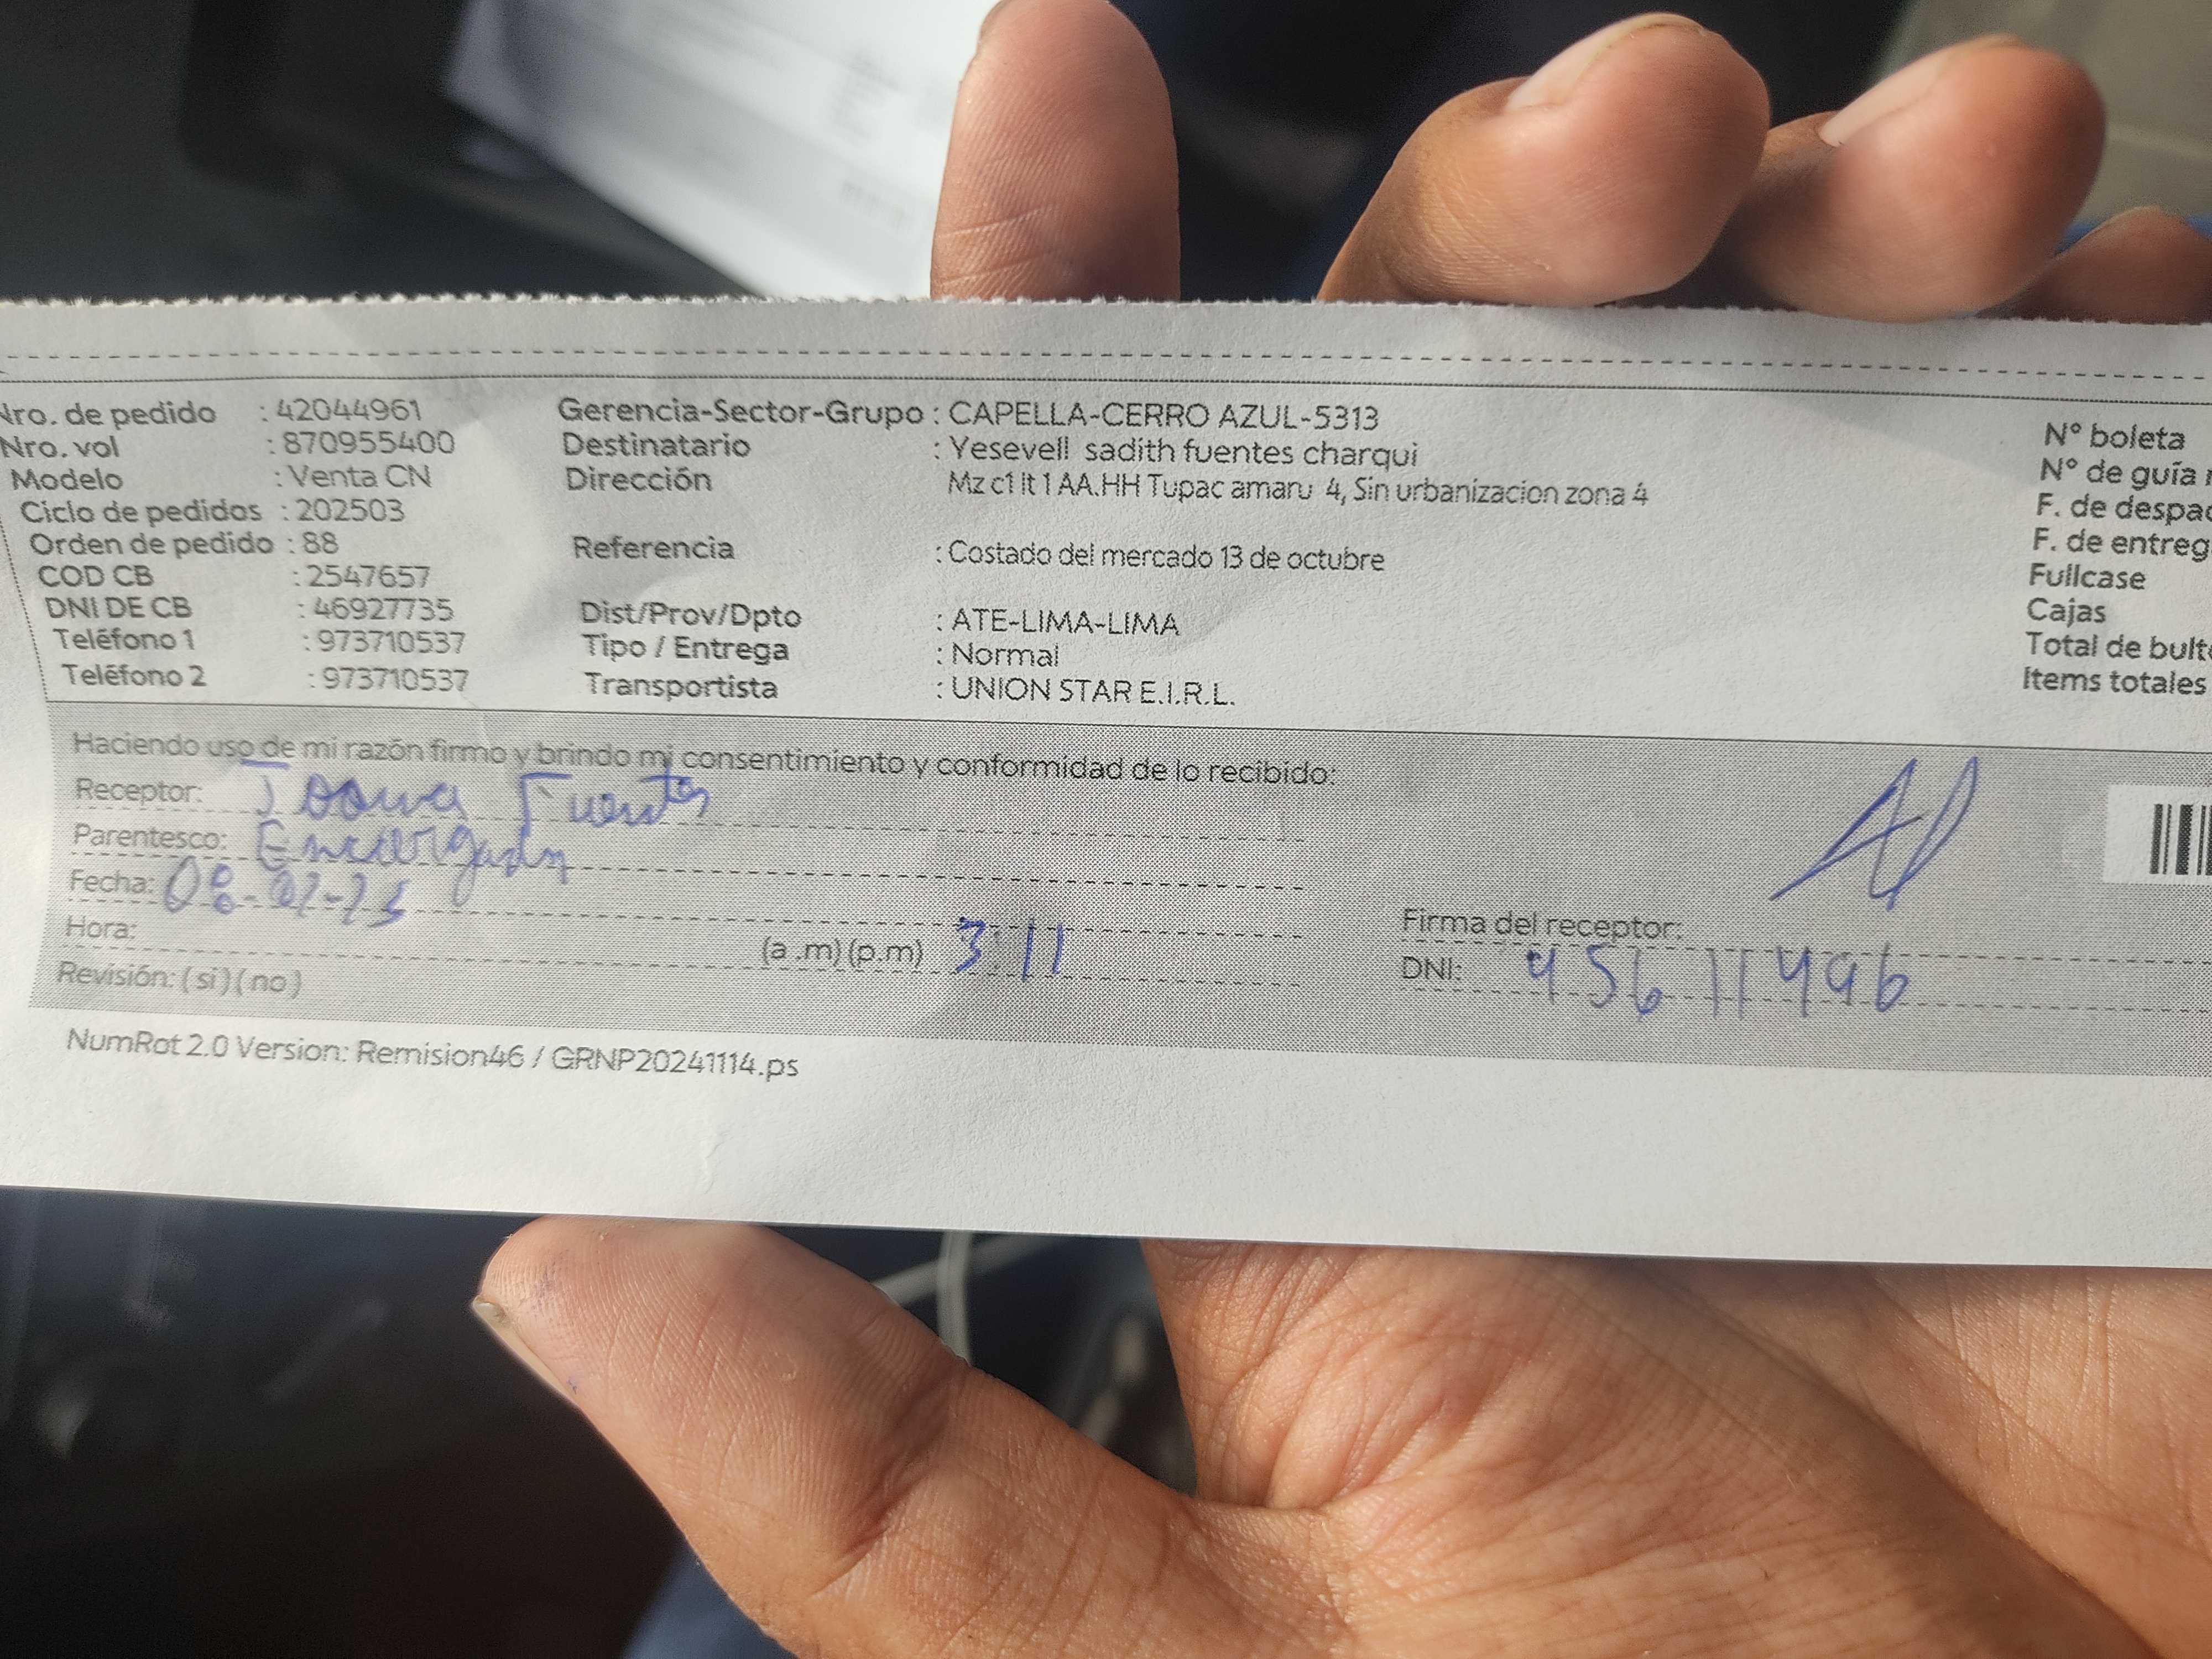 Nro. de pedido : 42044961
Nro. vol : 870955400
Modelo : Venta CN
Ciclo de pedidos : 202503
Orden de pedido : 88
COD CB : 2547657
DNI DE CB : 46927735
Teléfono 1 : 973710537
Teléfono 2 : 973710537
Gerencia-Sector-Grupo : CAPELLA-CERRO AZUL-5313
Destinatario : Yesevell sadith fuentes charqui
Dirección Mz c1 lt 1 AA.HH Tupac amaru 4, Sin urbanizacion zona 4
Referencia : Costado del mercado 13 de octubre
Dist/Prov/Dpto : ATE-LIMA-LIMA
Tipo / Entrega : Normal
Transportista : UNION STAR E.I.R.L.
N° boleta
N° de guía
F. de
F. de
Fullcase
Cajas
Total de
Items totales
Haciendo uso de mi razón firmo y brindo mi consentimiento y conformidad de lo recibido:
Receptor: Fuentes
Parentesco:
Fecha:
Hora: (a .m) (p.m) 3 11
Revisión: ( si ) ( no )
Firma del receptor:
DNI: 45611496
NumRot 2.0 Version: Remision46 / GRNP20241114.ps